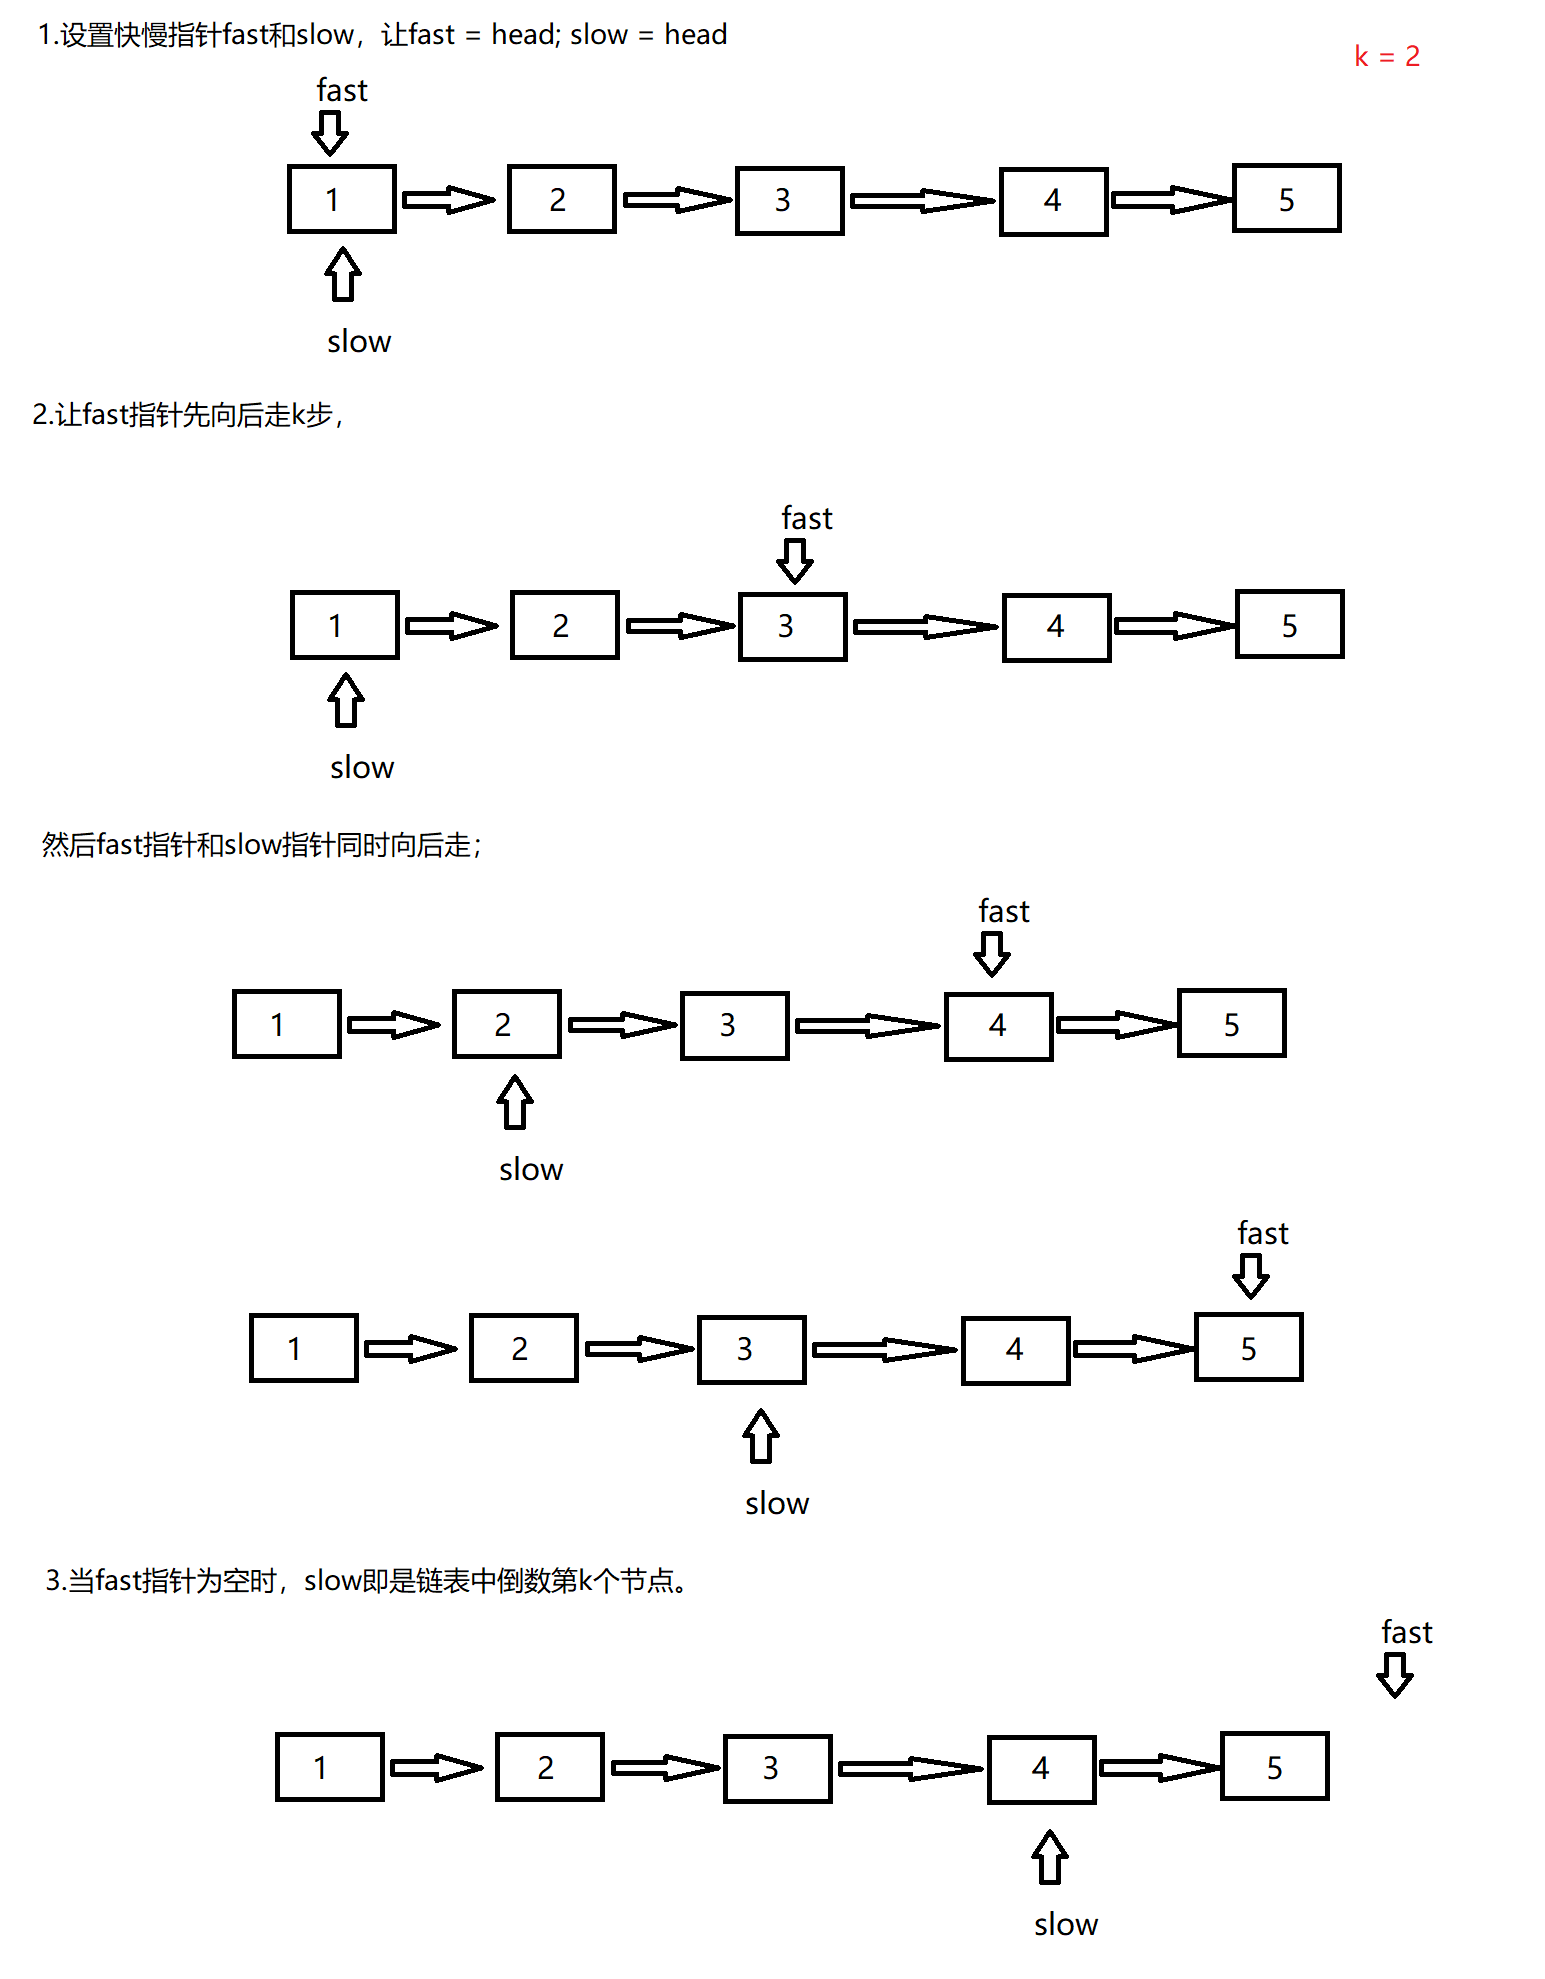 1.设置快慢指针fast和slow，让fast = head; slow = head
k = 2
fast
1 2 3 4 5
slow
2.让fast指针先向后走k步，
fast
1 2 3 4 5
slow
然后fast指针和slow指针同时向后走；
fast
1 2 3 4 5
slow
fast
1 2 3 4 5
slow
3.当fast指针为空时，slow即是链表中倒数第k个节点。
fast
1 2 3 4 5
slow